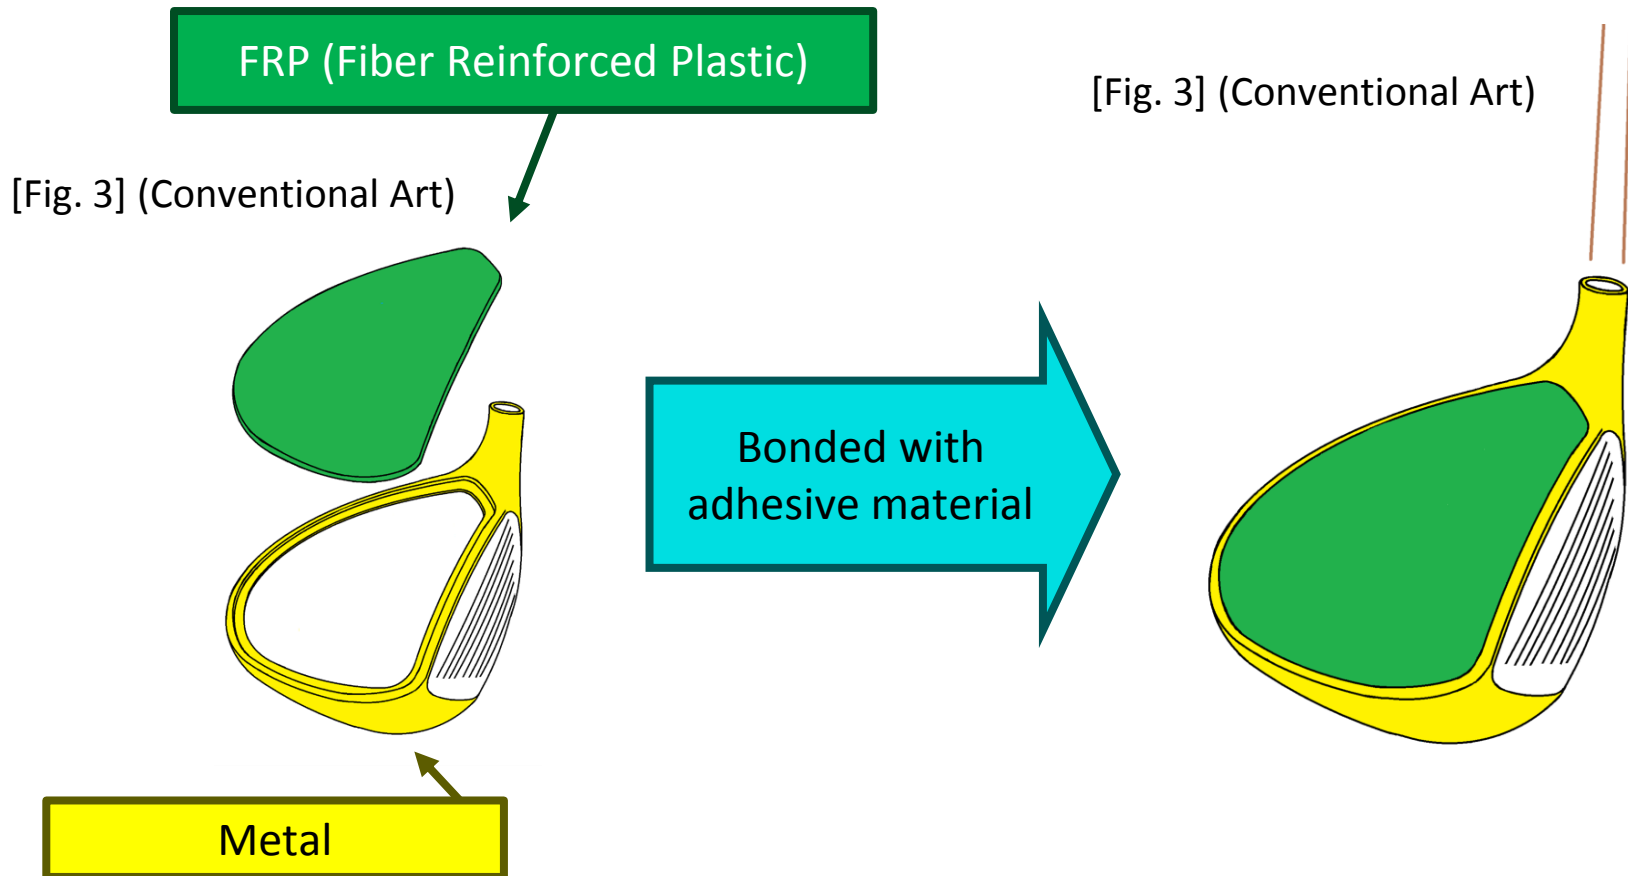 FRP (Fiber Reinforced Plastic)
[Fig. 3] (Conventional Art)
[Fig. 3] (Conventional Art)
Bonded with
adhesive material
Metal